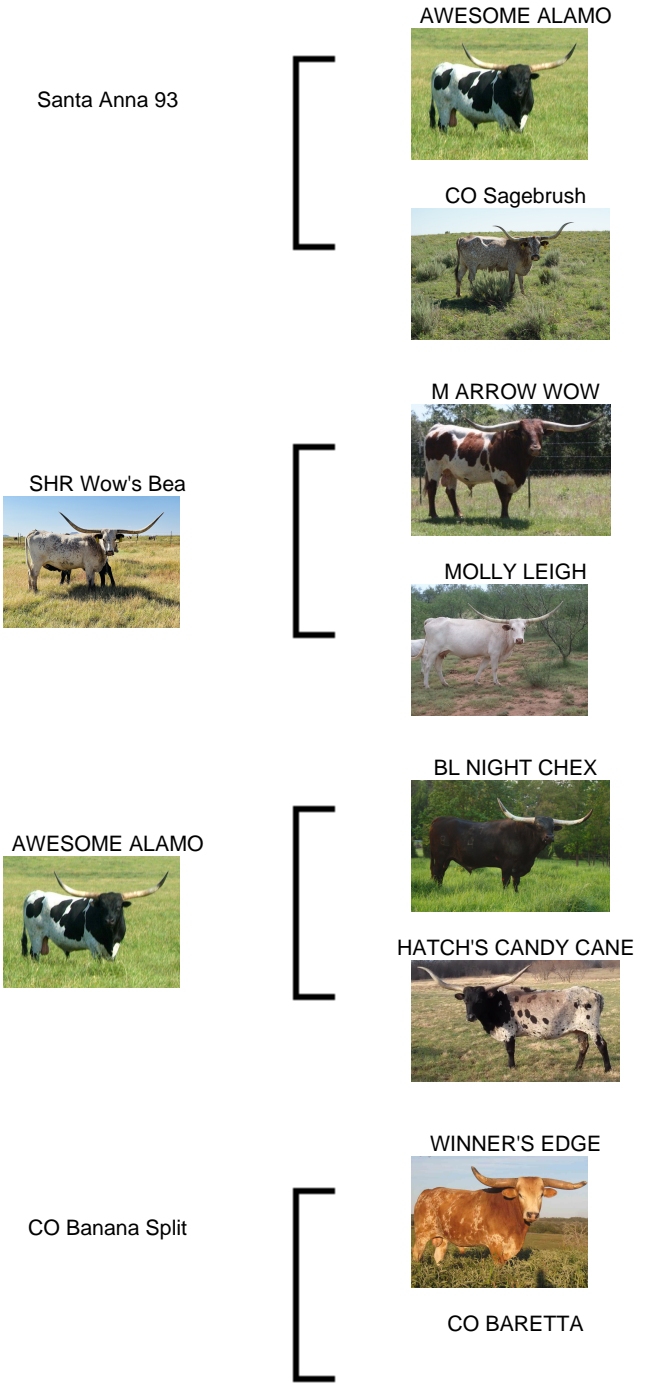 AWESOME ALAMO
Santa Anna 93
CO Sagebrush
M ARROW WOW
SHR Wow's Bea
MOLLY LEIGH
BL NIGHT CHEX
AWESOME ALAMO
HATCH'S CANDY CANE
WINNER'S EDGE
CO Banana Split
CO BARETTA